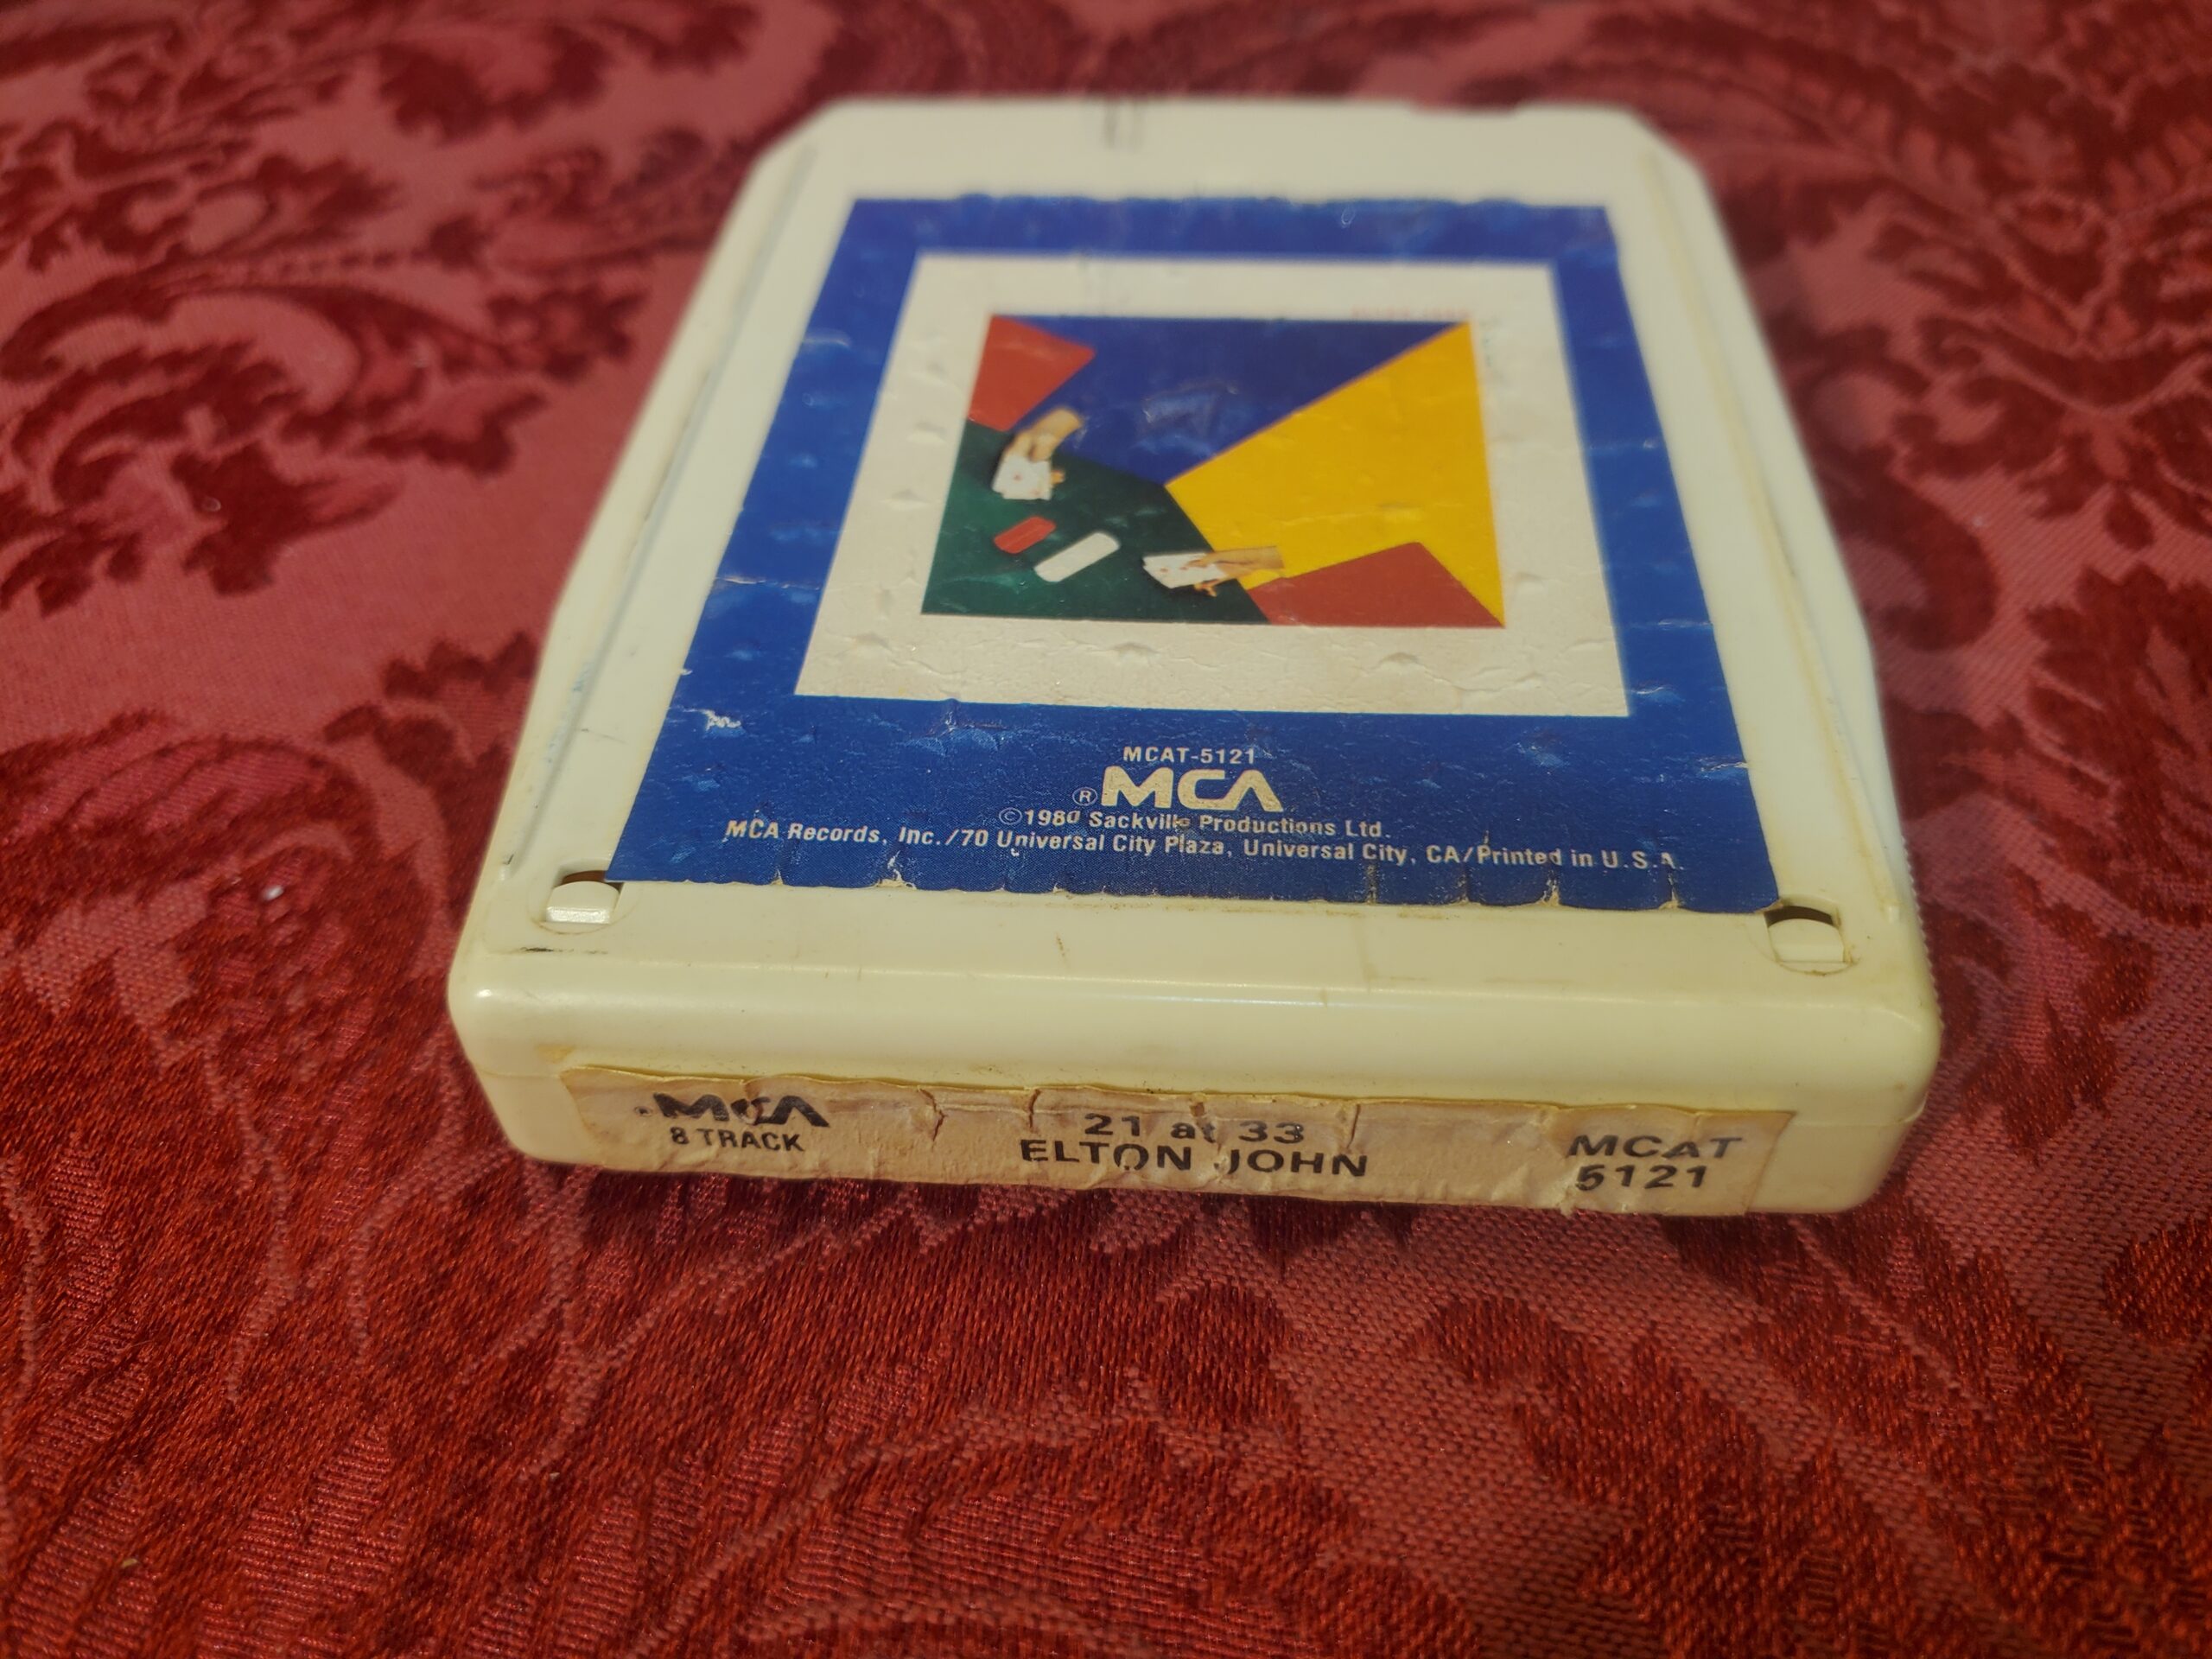 MCAT-5121
®MCA
©1980 Sackville Productions Ltd.
MCA Records, Inc./70 Universal City Plaza, Universal City, CA/Printed in U.S.A.
MCA
8 TRACK
21 at 33
ELTON JOHN
MCAT
5121